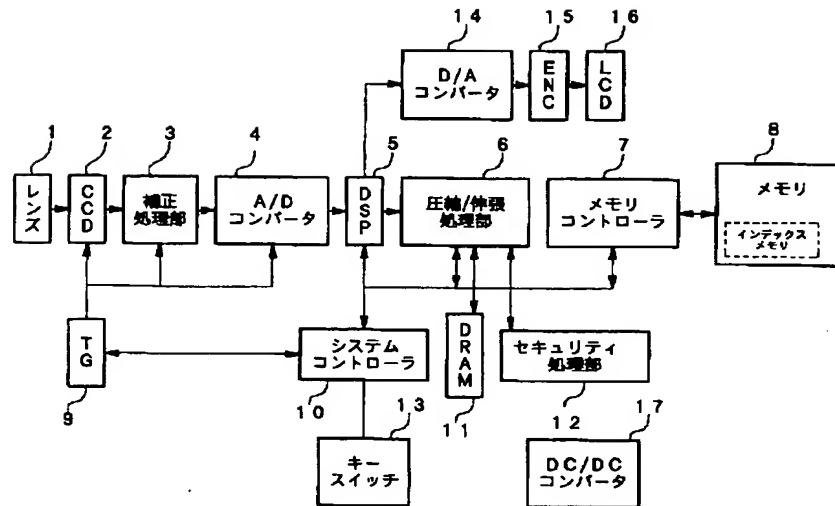 14
15
16
D/A
コンバータ
ENC
LCD
1
2
3
4
5
6
7
8
レンズ
CCD
補正
処理部
A/D
コンバータ
DSP
圧縮/伸張
処理部
メモリ
コントローラ
メモリ
インデックス
メモリ
TG
システム
コントローラ
DRAM
セキュリティ
処理部
9
10
13
11
12
17
キー
スイッチ
DC/DC
コンバータ